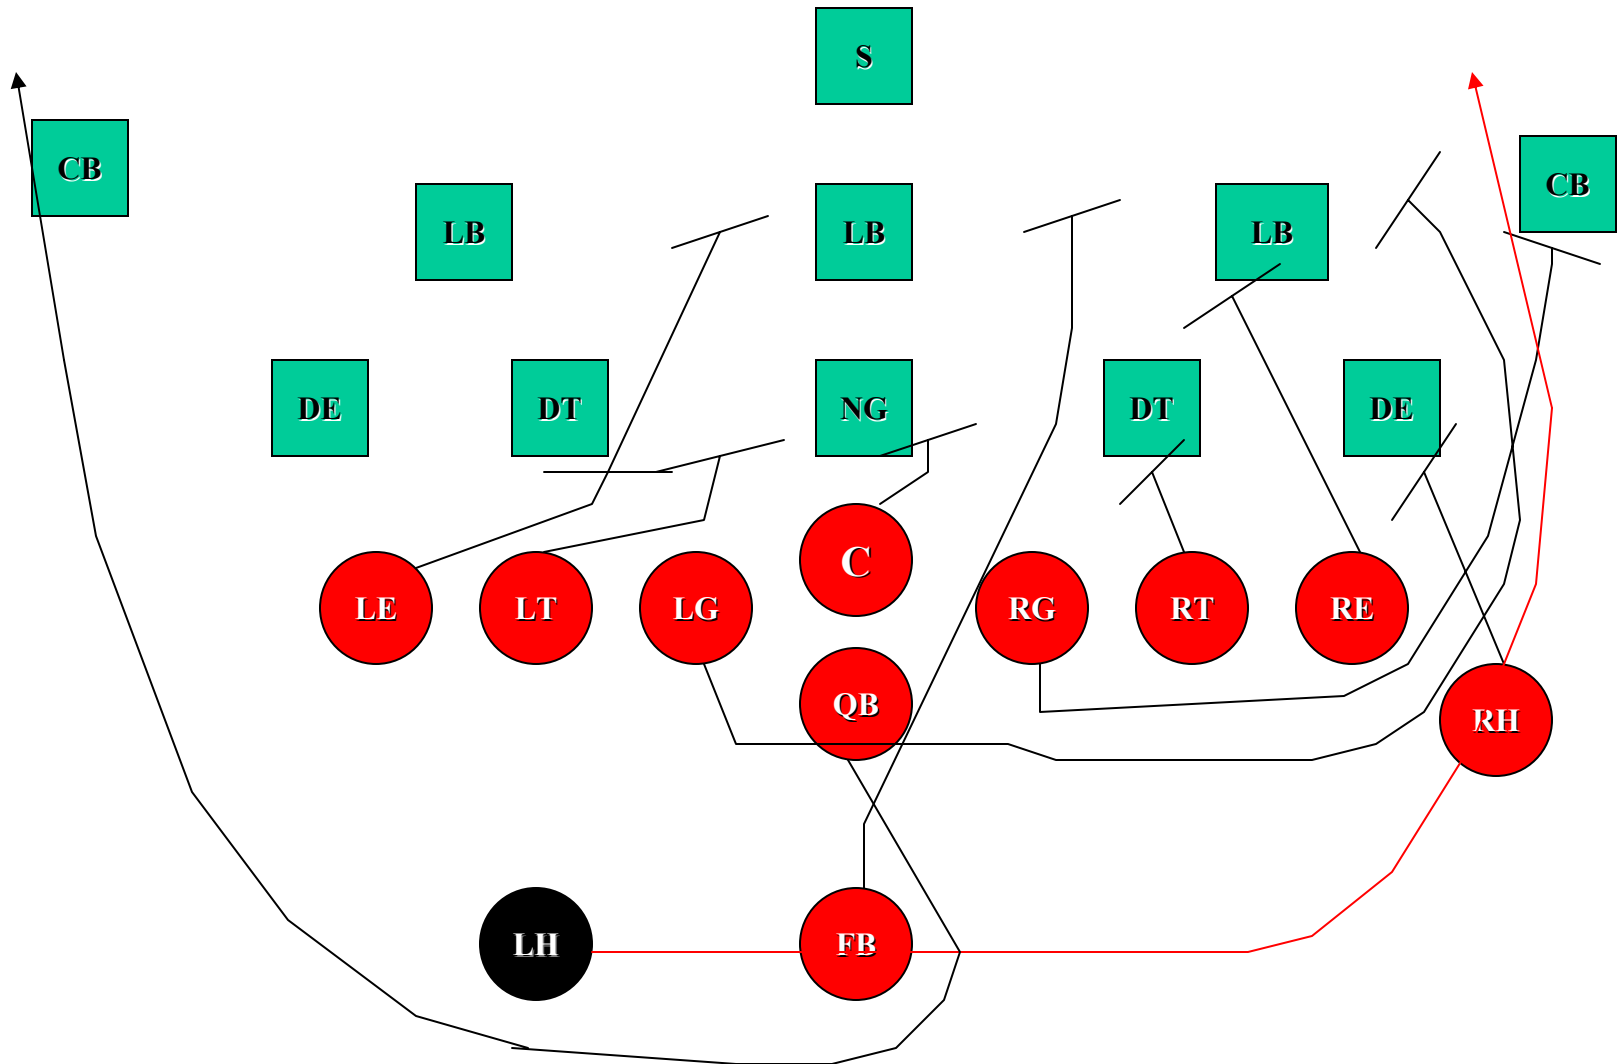 S
CB
CB
LB
LB
LB
DE
DT
NG
DT
DE
C
LE
LT
LG
RG
RT
RE
QB
RH
LH
FB